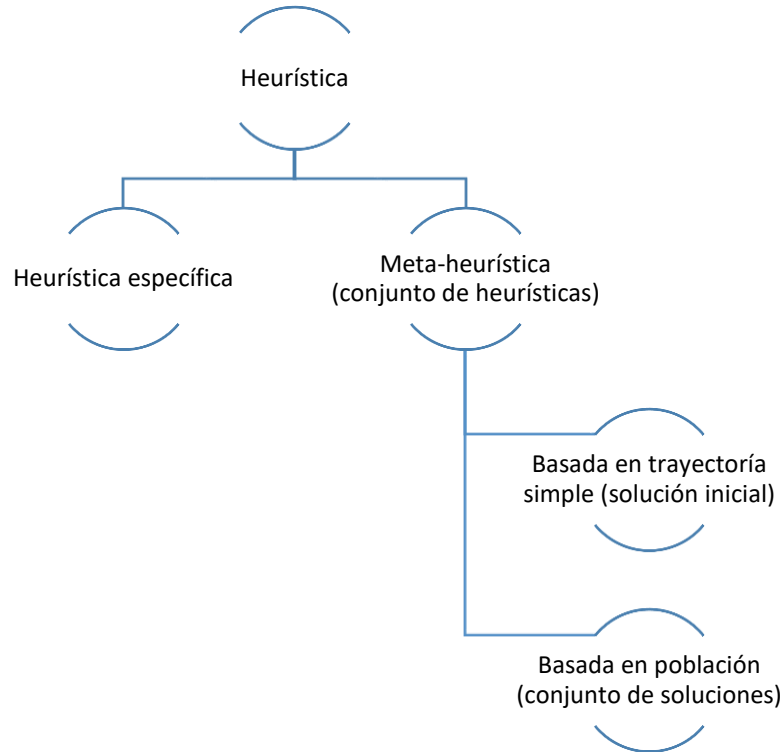 Heurística
Heurística específica
Meta-heurística
(conjunto de heurísticas)
Basada en trayectoría
simple (solución inicial)
Basada en población
(conjunto de soluciones)